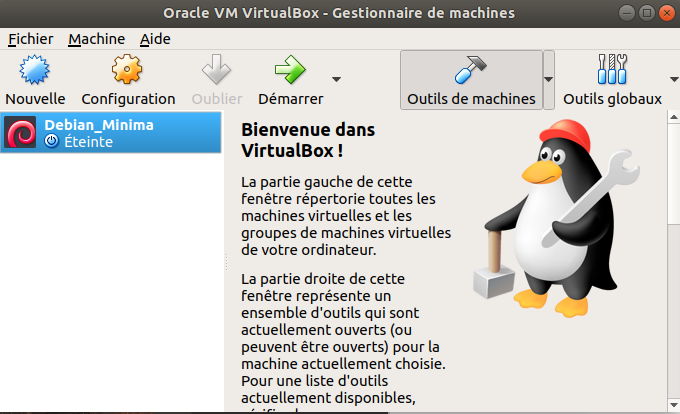 Oracle VM VirtualBox - Gestionnaire de machines
Fichier Machine Aide
Nouvelle Configuration Oublier Démarrer Outils de machines Outils globaux
Debian_Minima
Éteinte
Bienvenue dans
VirtualBox !
La partie gauche de cette
fenêtre répertorie toutes les
machines virtuelles et les
groupes de machines virtuelles
de votre ordinateur.
La partie droite de cette
fenêtre représente un
ensemble d'outils qui sont
actuellement ouverts (ou
peuvent être ouverts) pour la
machine actuellement choisie.
Pour une liste d'outils
actuellement disponibles,